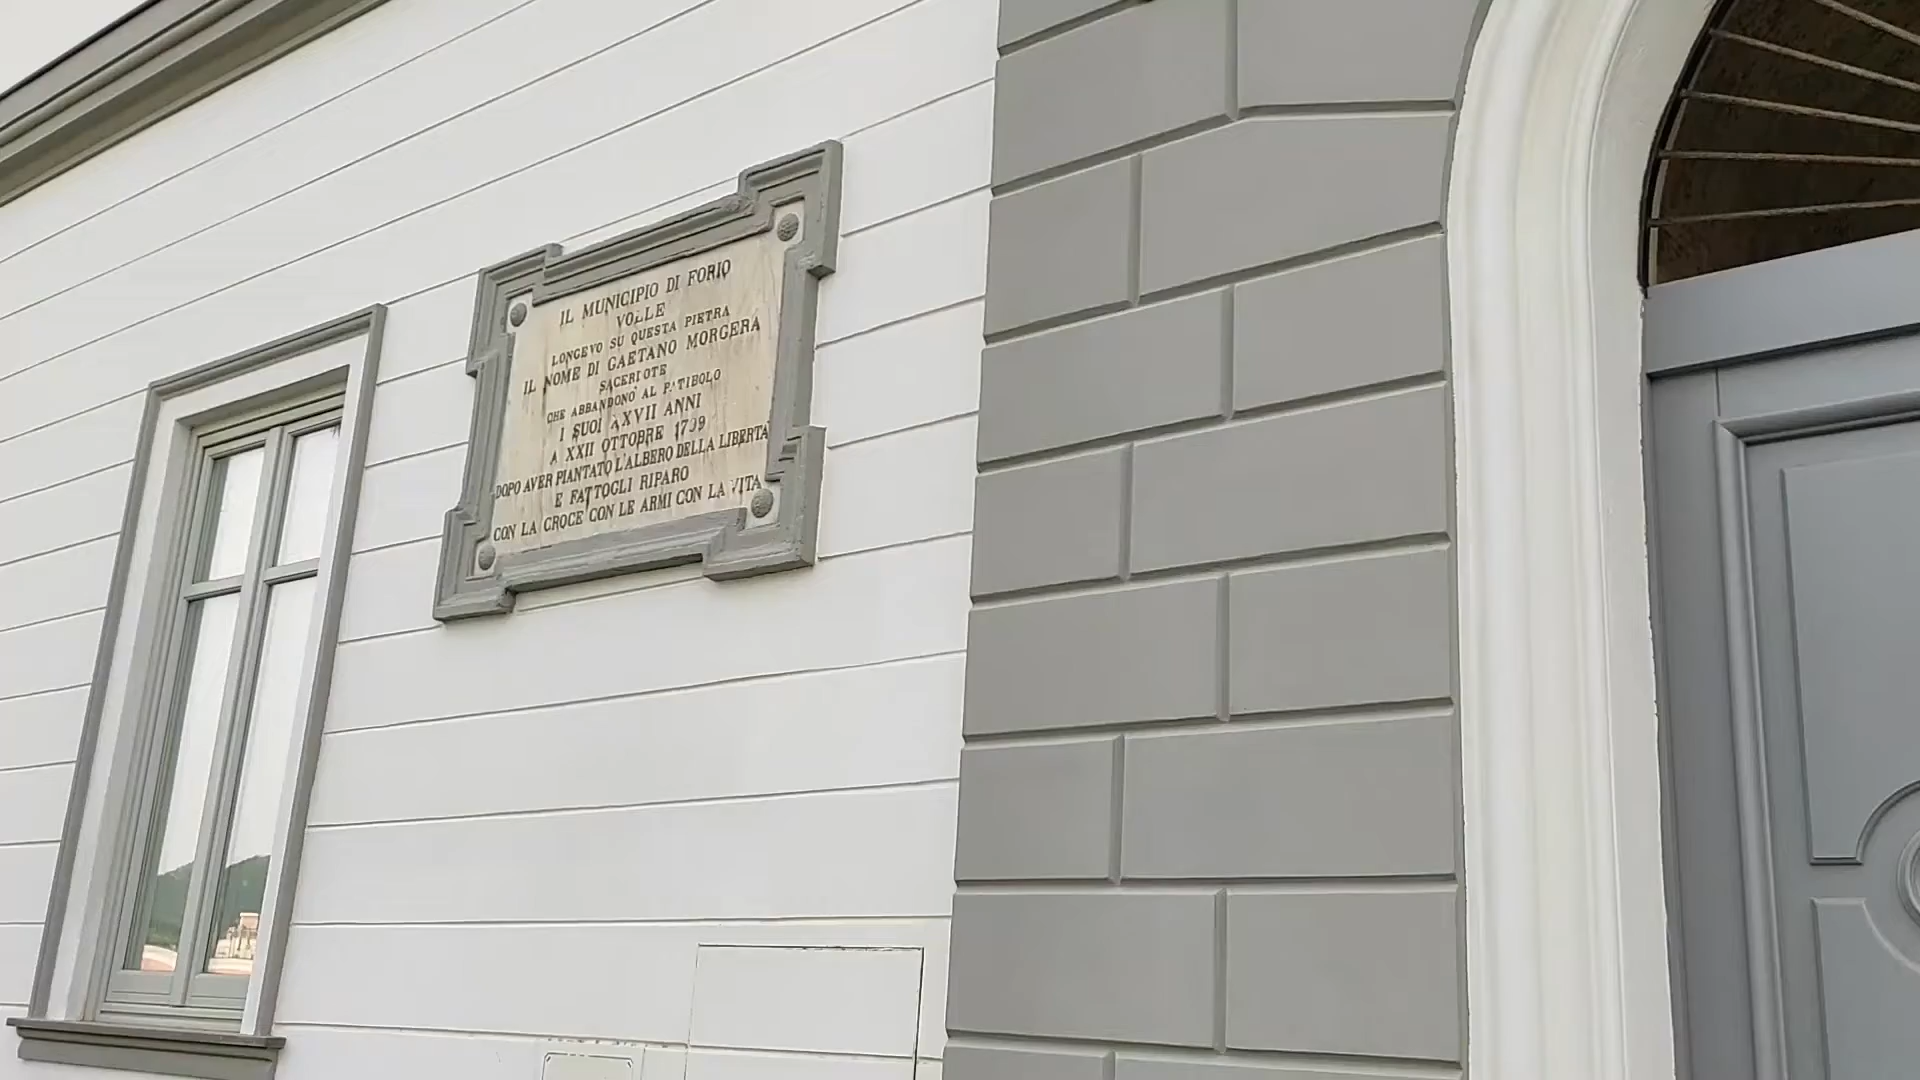 IL MUNICIPIO DI FORIO
VOLLE
LONGEVO SU QUESTA PIETRA
IL NOME DI GAETANO MORGERA
SACERDOTE
CHE ABBANDONÒ AL PATIBOLO
I SUOI XXVII ANNI
A XXII OTTOBRE 1799
DOPO AVER PIANTATO L'ALBERO DELLA LIBERTÀ
E FATTOGLI RIPARO
CON LA CROCE CON LE ARMI CON LA VITA